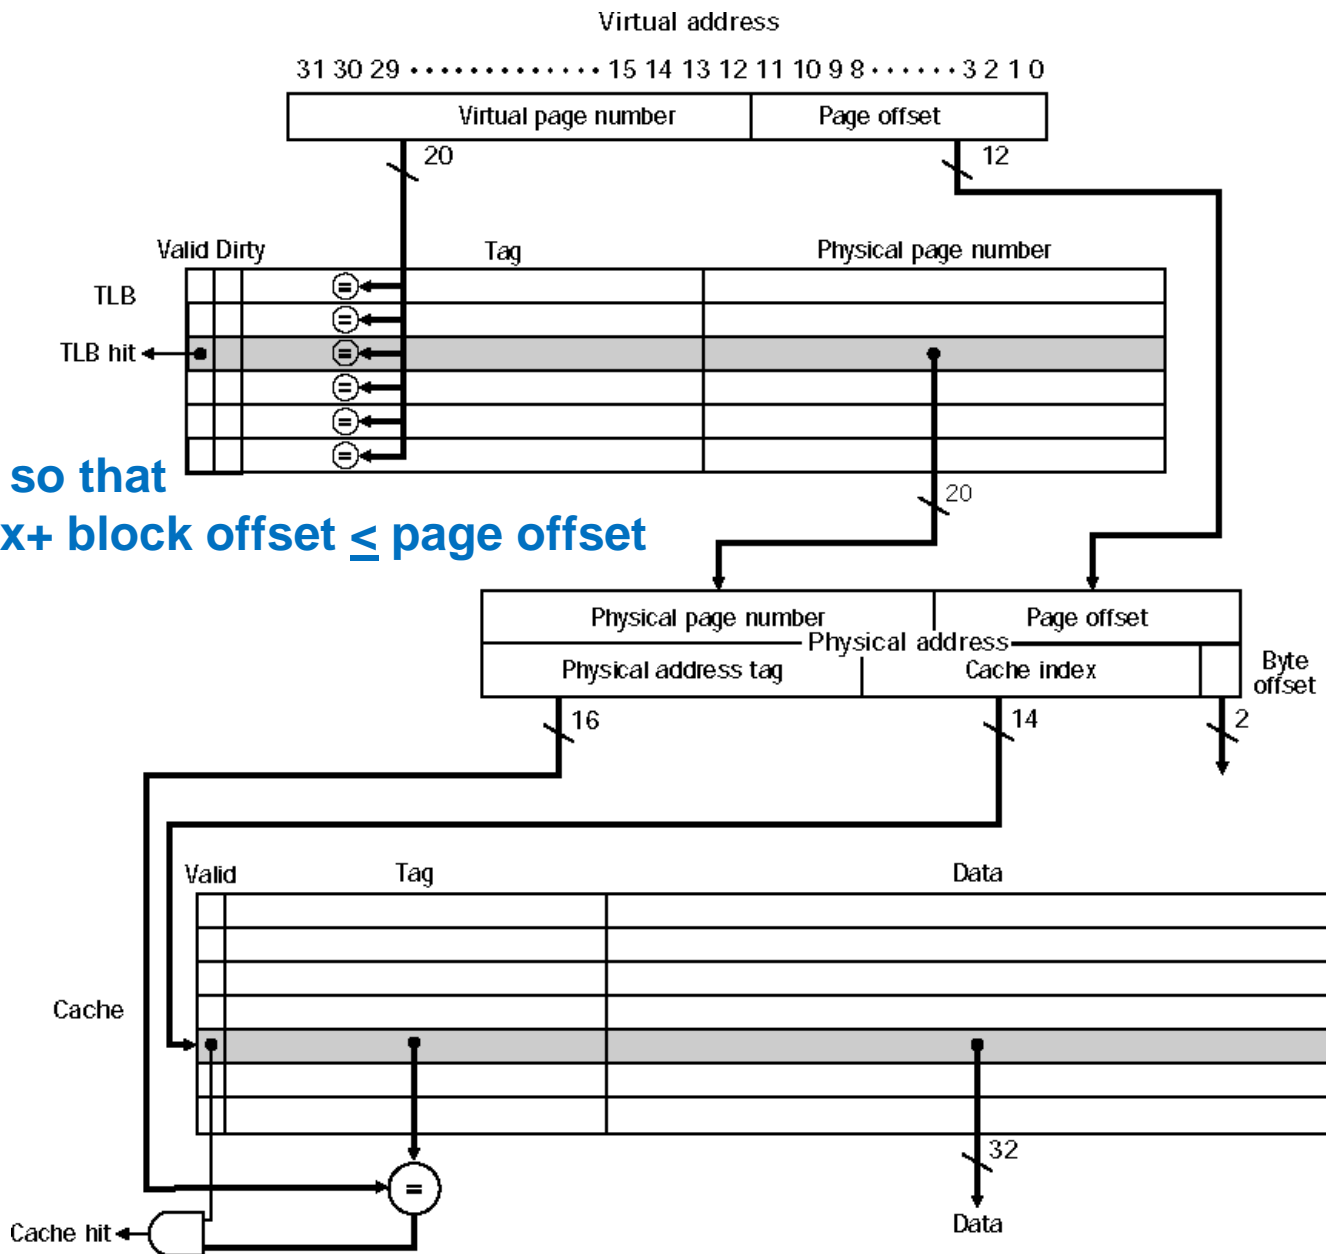 Virtual address
31 30 29 ············· 15 14 13 12 11 10 9 8 ······ 3 2 1 0
Virtual page number Page offset
20 12
Valid Dirty Tag Physical page number
TLB =
=
TLB hit =
=
=
=
so that
20
x+ block offset ≤ page offset
Physical page number Page offset
Physical address
Physical address tag Cache index Byte offset
16 14 2
Valid Tag Data
Cache
32
=
Data
Cache hit